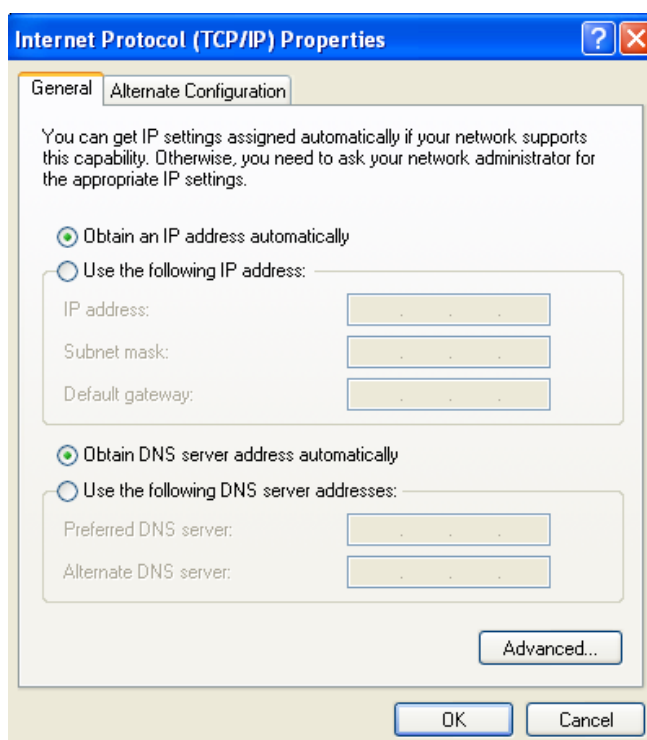 Internet Protocol (TCP/IP) Properties
General
Alternate Configuration
You can get IP settings assigned automatically if your network supports
this capability. Otherwise, you need to ask your network administrator for
the appropriate IP settings.
Obtain an IP address automatically
Use the following IP address:
IP address:
Subnet mask:
Default gateway:
Obtain DNS server address automatically
Use the following DNS server addresses:
Preferred DNS server:
Alternate DNS server:
Advanced...
OK
Cancel